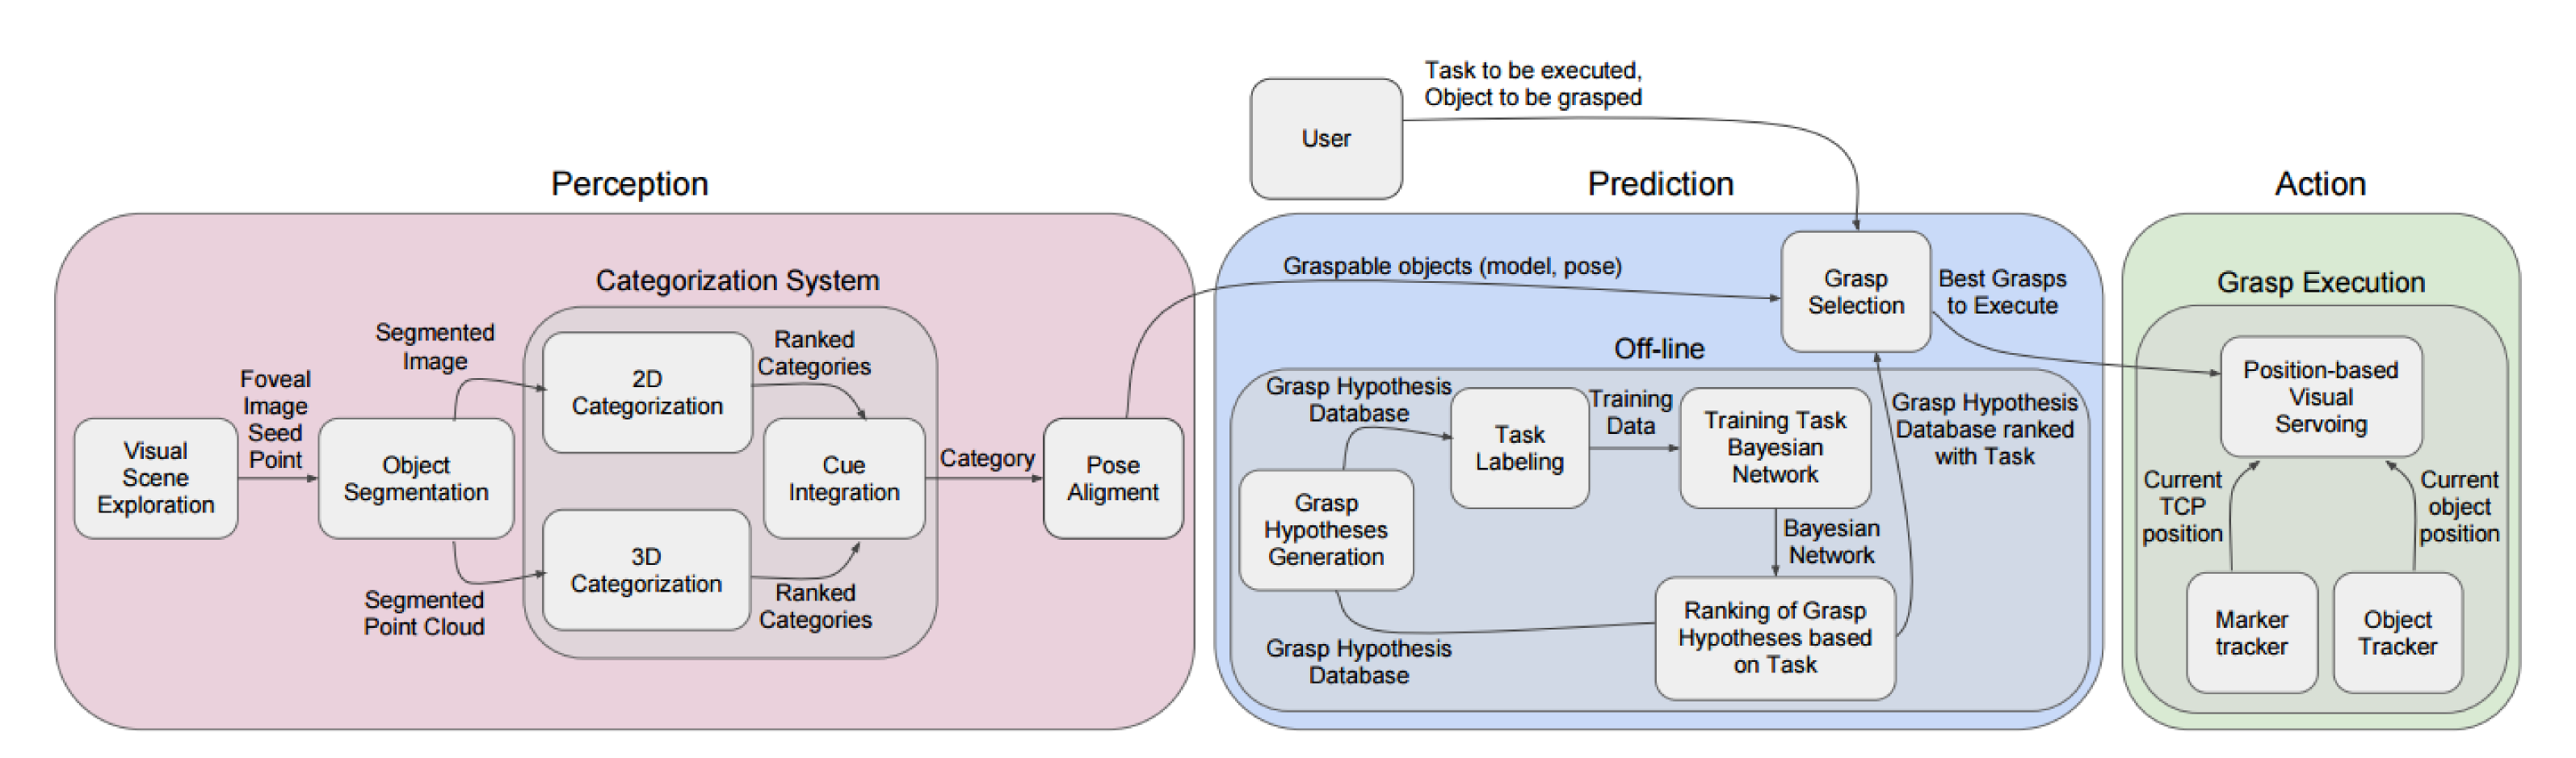 Task to be executed,
Object to be grasped
User
Perception
Prediction
Action
Categorization System
Segmented
Image
Foveal
Image
Seed
Point
Visual
Scene
Exploration
Object
Segmentation
Segmented
Point Cloud
2D
Categorization
3D
Categorization
Ranked
Categories
Ranked
Categories
Cue
Integration
Category
Pose
Aligment
Graspable objects (model, pose)
Grasp
Selection
Best Grasps
to Execute
Off-line
Grasp Hypothesis
Database
Task
Labeling
Training
Data
Training Task
Bayesian
Network
Grasp Hypothesis
Database ranked
with Task
Grasp
Hypotheses
Generation
Bayesian
Network
Grasp Hypothesis
Database
Ranking of Grasp
Hypotheses based
on Task
Grasp Execution
Position-based
Visual
Servoing
Current
TCP
position
Current
object
position
Marker
tracker
Object
Tracker